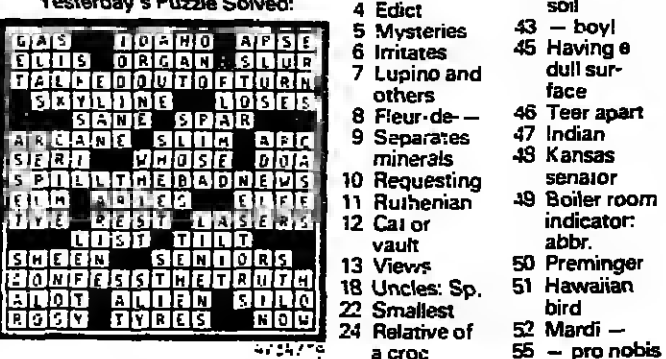 Yesterday's Puzzle Solved:
GAS IDAHO APSE
ELIS ORGAN SLUR
TALKEDOUTOFTURN
SKYLINE LOSES
SANE SPAR
ARCANE SLIM APC
SERI WHOSE DOA
SPILLTHEBADNEWS
ELM ARLES ELFE
TYE REST LASERS
LIST TILT
SHEEN SENIORS
CONFESSTHETRUTH
ALOT ALIEN SILO
ROSY TYRES NOW
4 Edict
5 Mysteries
6 Irritates
7 Lupino and
others
8 Fleur-de-—
9 Separates
minerals
10 Requesting
11 Ruthenian
12 Cal or
vault
13 Views
18 Uncles: Sp.
22 Smallest
24 Relative of
a croc
soil
43 — boy!
45 Having a
dull sur-
face
46 Teer apart
47 Indian
48 Kansas
senator
49 Boiler room
indicator:
abbr.
50 Preminger
51 Hawaiian
bird
52 Mardi —
55 — pro nobis